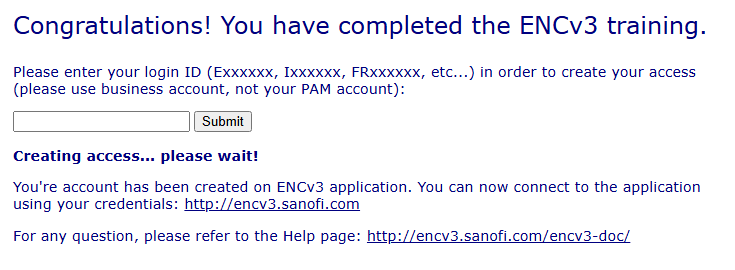 Congratulations! You have completed the ENCv3 training.
Please enter your login ID (Exxxxxx, Ixxxxxx, FRxxxxxx, etc...) in order to create your access
(please use business account, not your PAM account):
Submit
Creating access... please wait!
You're account has been created on ENCv3 application. You can now connect to the application
using your credentials: http://encv3.sanofi.com
For any question, please refer to the Help page: http://encv3.sanofi.com/encv3-doc/